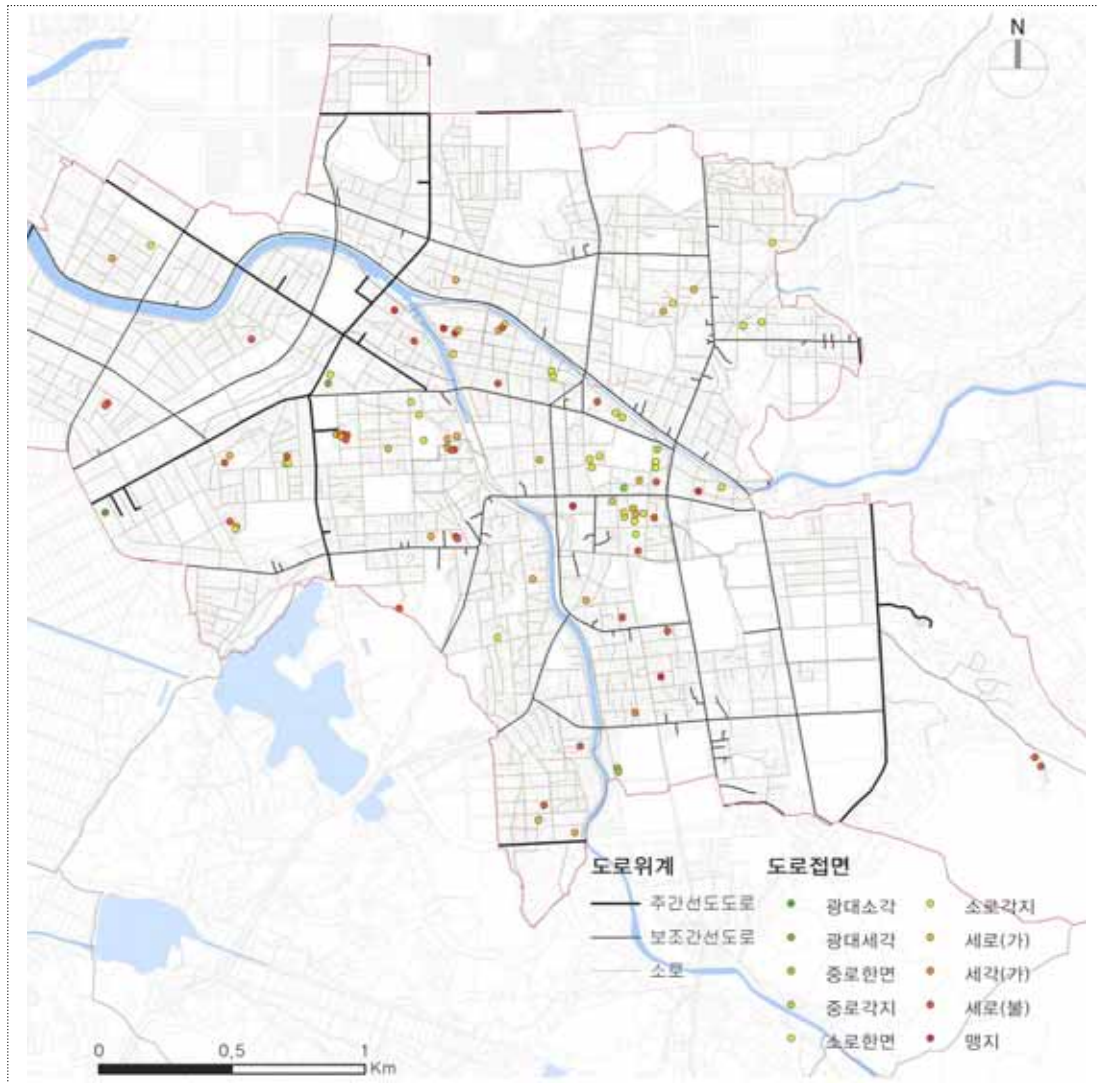 N
도로위계
주간선도도로
보조간선도로
소로
도로접면
광대소각
광대세각
중로한면
중로각지
소로한면
소로각지
세로(가)
세각(가)
세로(불)
맹지
0 0.5 1
Km